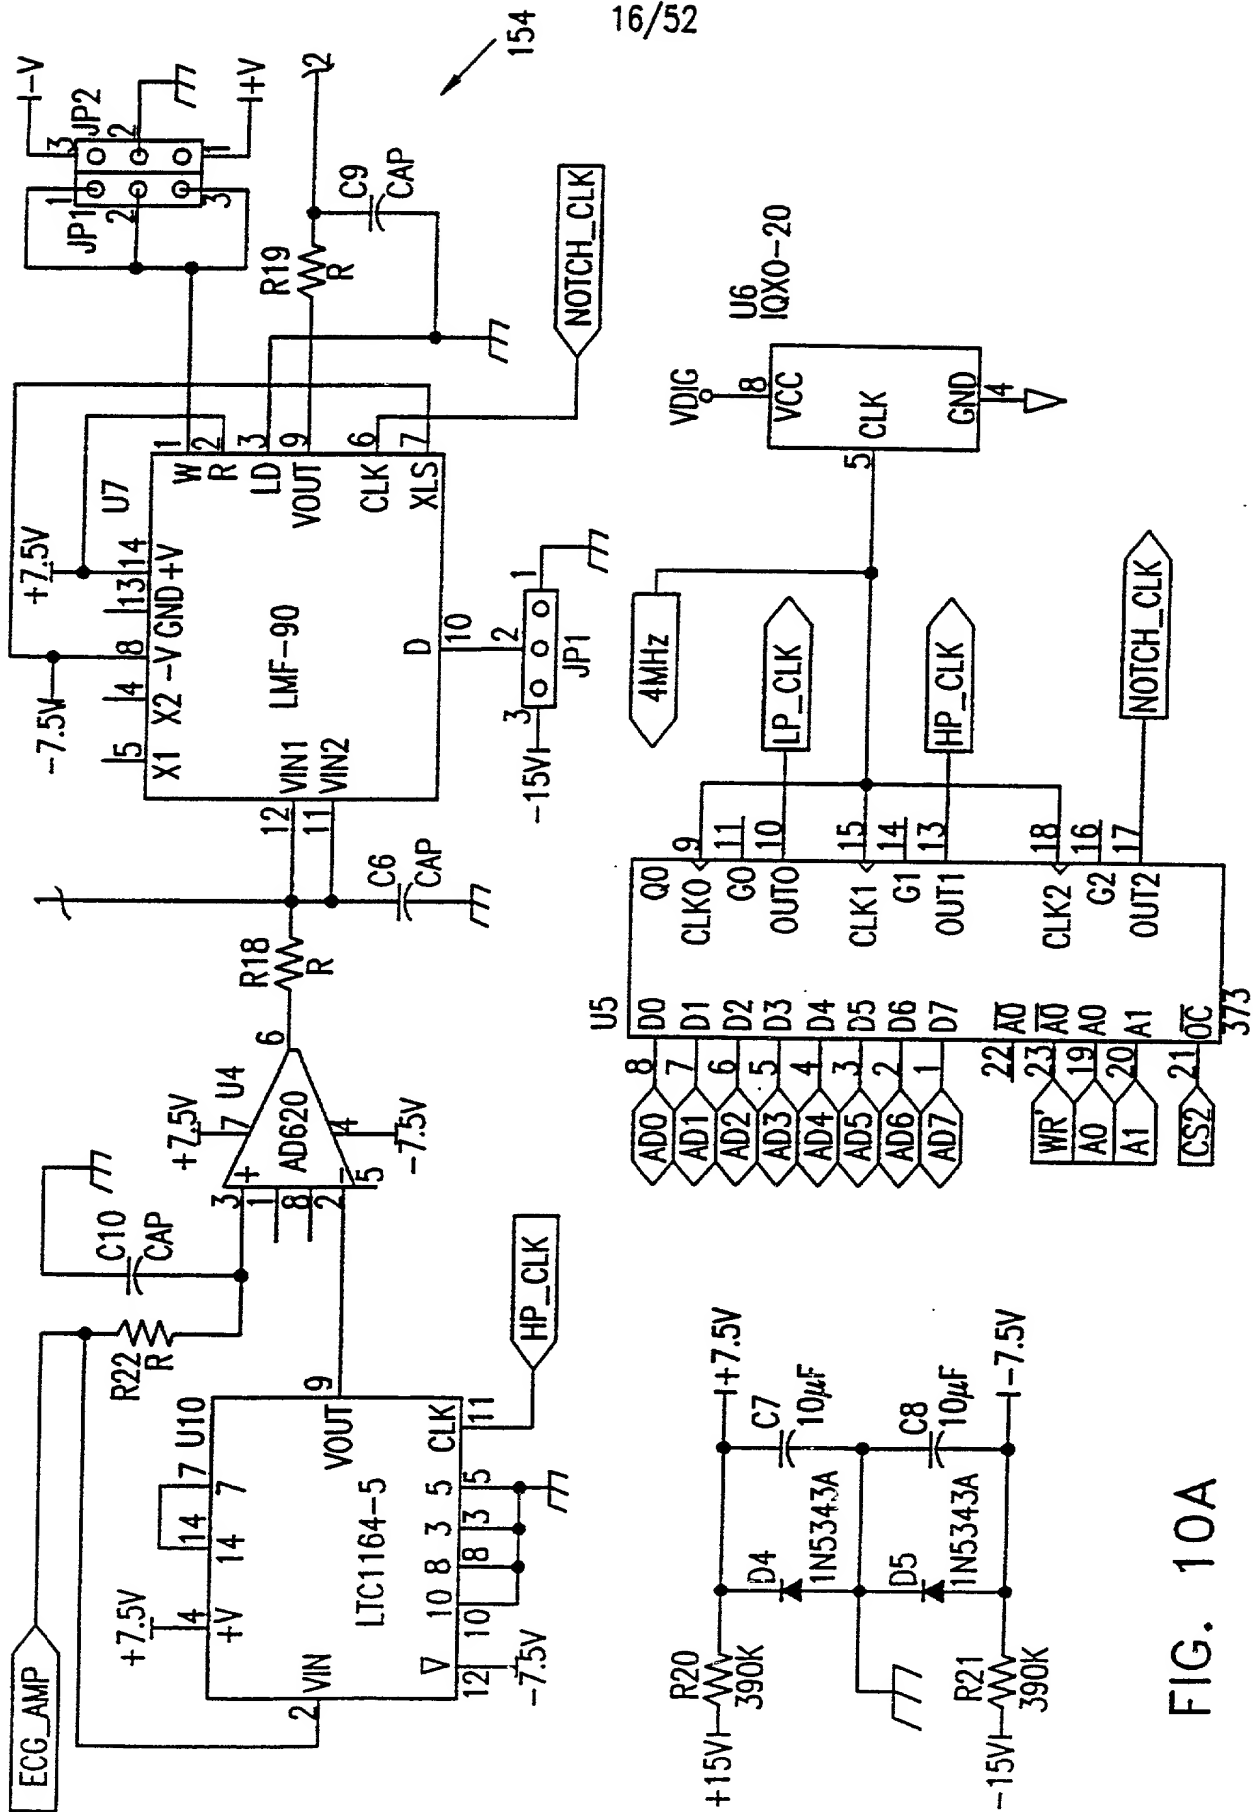 16/52
154
ECG_AMP
R22
R
C10
CAP
+7.5V
4
+V
14
7
14
7
U10
2
VIN
LTC1164-5
VOUT
9
∇
12
-7.5V
10
8
3
5
CLK
10
8
3
5
11
HP_CLK
3
1
8
2
+
-
5
AD620
U4
7
+7.5V
4
-7.5V
6
R18
R
1
C6
CAP
12
11
VIN1
VIN2
5
4
8
13
14
X1
X2
-V
GND
+V
-7.5V
+7.5V
U7
LMF-90
W
R
LD
VOUT
CLK
XLS
1
2
3
9
6
7
D
10
3
2
1
-15V
JP1
JP1
1
2
3
JP2
3
2
1
-V
+V
R19
R
2
C9
CAP
NOTCH_CLK
+15V
R20
390K
D4
1N5343A
C7
10µF
+7.5V
-15V
R21
390K
D5
1N5343A
C8
10µF
-7.5V
U5
AD0
8
D0
AD1
7
D1
AD2
6
D2
AD3
5
D3
AD4
4
D4
AD5
3
D5
AD6
2
D6
AD7
1
D7
22
A0
WR'
23
A0
A0
19
A0
A1
20
A1
CS2
21
OC
373
Q0
CLK0
9
G0
11
OUT0
10
LP_CLK
CLK1
15
G1
14
OUT1
13
HP_CLK
CLK2
18
G2
16
OUT2
17
NOTCH_CLK
4MHz
U6
IQXO-20
VDIG
8
VCC
5
CLK
GND
4
FIG. 10A